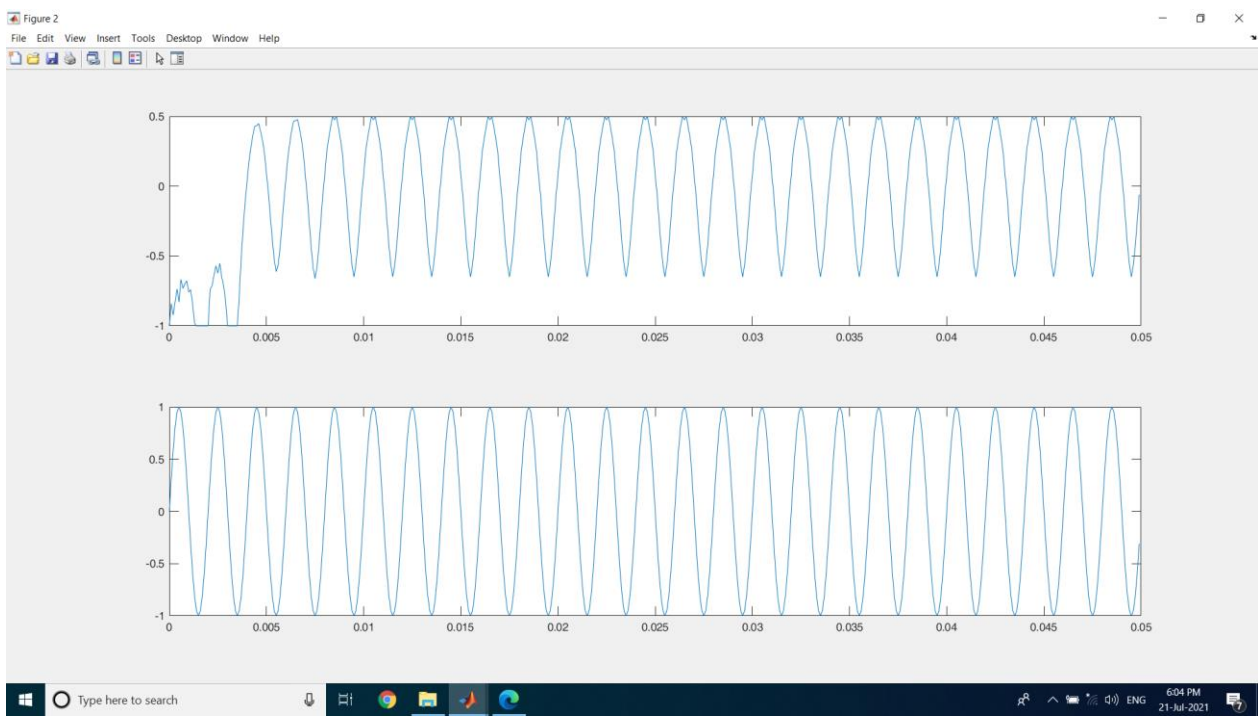 Figure 2
File Edit View Insert Tools Desktop Window Help
0.5
0
-0.5
-1
0 0.005 0.01 0.015 0.02 0.025 0.03 0.035 0.04 0.045 0.05
1
0.5
0
-0.5
-1
0 0.005 0.01 0.015 0.02 0.025 0.03 0.035 0.04 0.045 0.05
Type here to search
ENG
6:04 PM
21-Jul-2021
7